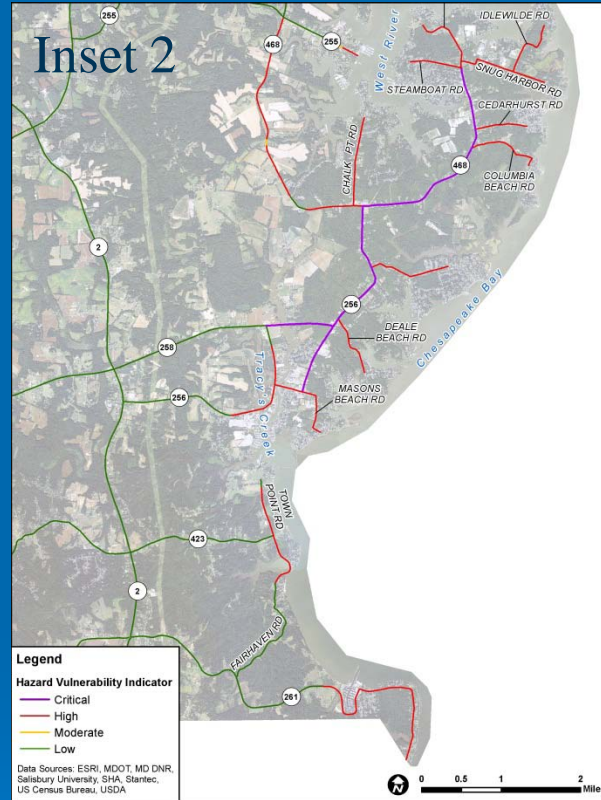 Inset 2
255
468
255
West River
IDLEWILDE RD
STEAMBOAT RD
SNUG HARBOR RD
CEDARHURST RD
CHALK PT RD
468
COLUMBIA
BEACH RD
2
256
Chesapeake Bay
DEALE
BEACH RD
258
Tracy's Creek
256
MASONS
BEACH RD
TOWN
POINT RD
423
2
FAIRHAVEN RD
261
Legend
Hazard Vulnerability Indicator
Critical
High
Moderate
Low
Data Sources: ESRI, MDOT, MD DNR,
Salisbury University, SHA, Stantec,
US Census Bureau, USDA
N
0 0.5 1 2
Mile